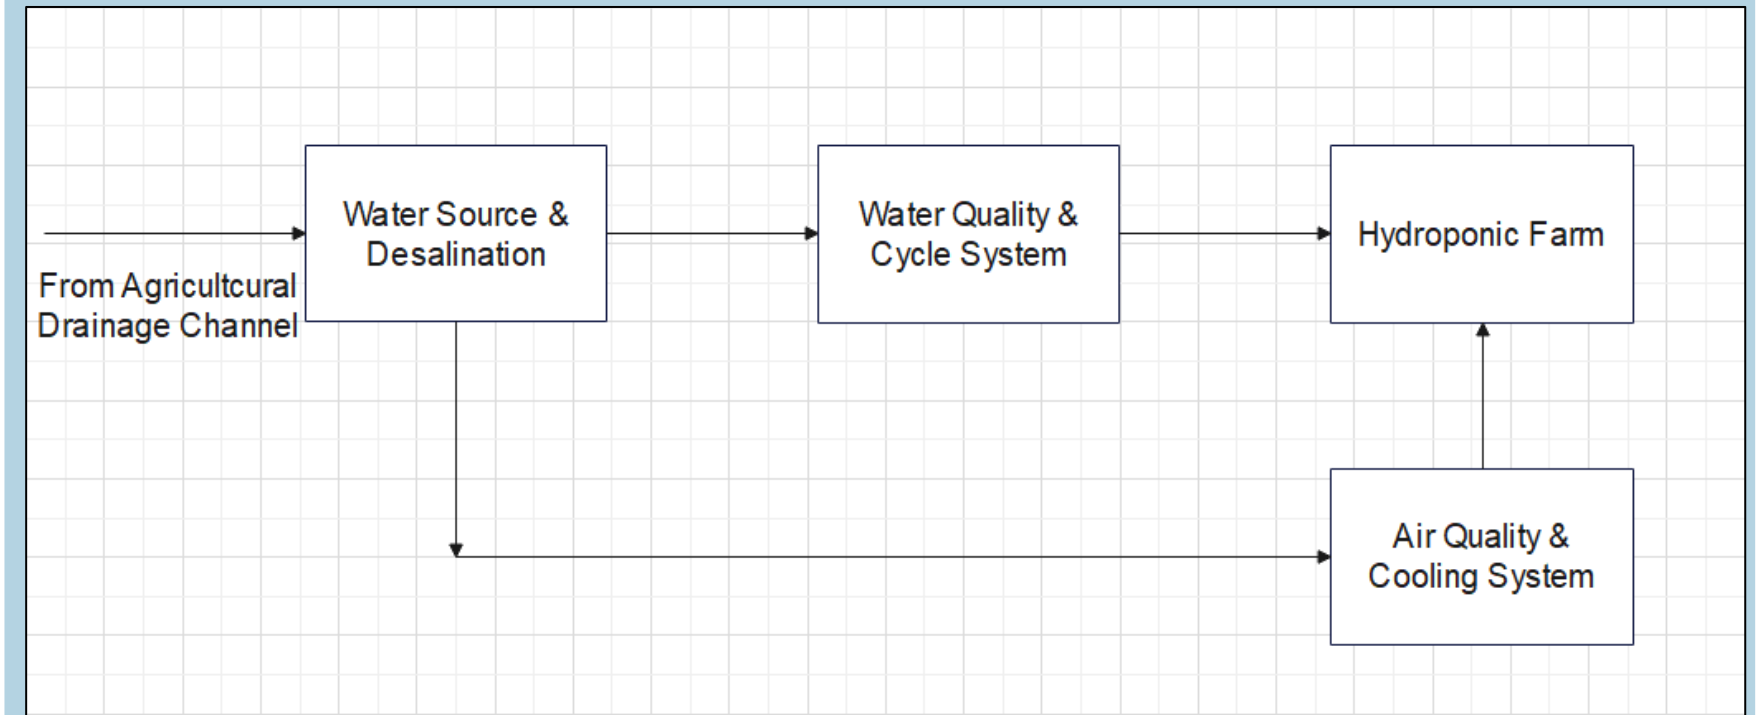 Water Source &
Desalination
Water Quality &
Cycle System
Hydroponic Farm
From Agricultcural
Drainage Channel
Air Quality &
Cooling System